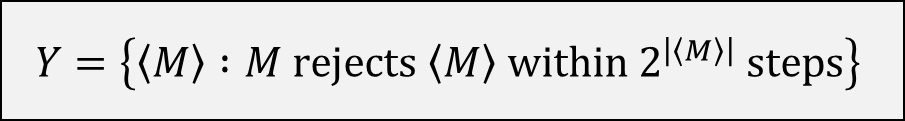 Y = {⟨M⟩ : M rejects ⟨M⟩ within 2^{|⟨M⟩|} steps}